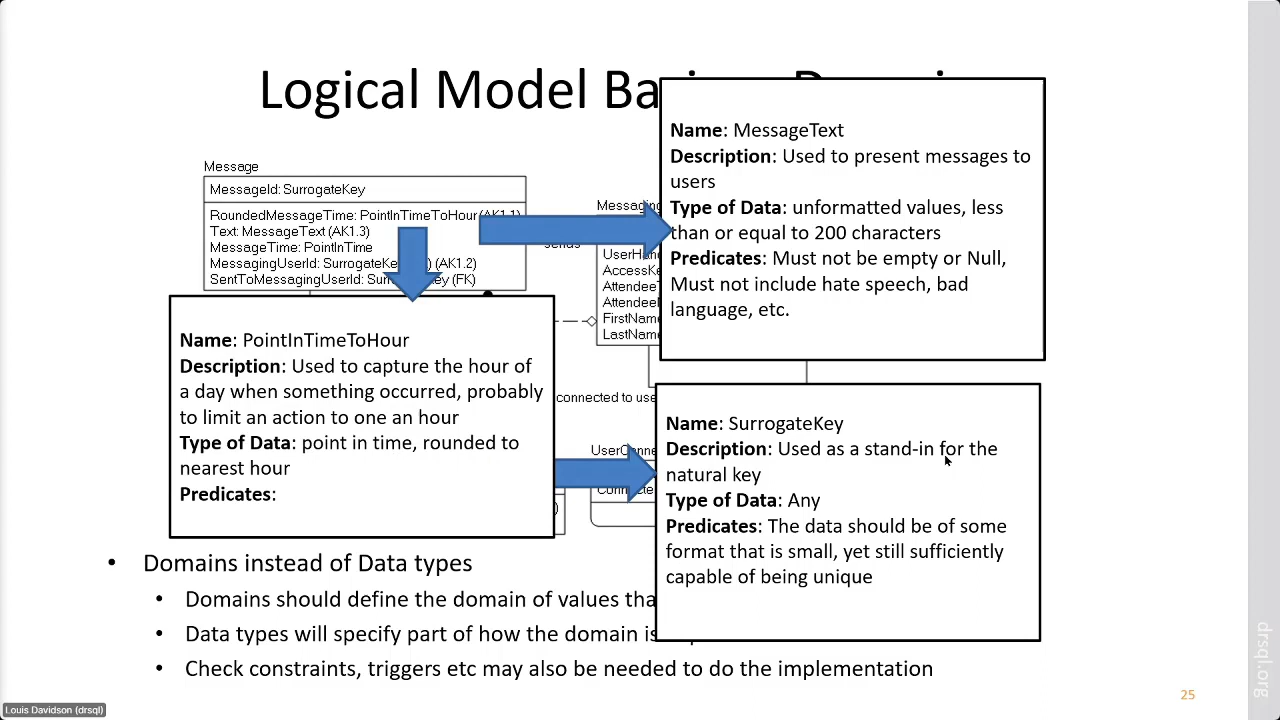 Logical Model
Message
MessageId: SurrogateKey
RoundedMessageTime: PointInTimeToHour (AK1.1)
Text: MessageText (AK1.3)
MessageTime: PointInTime
MessagingUserId: (AK1.2)
SentToMessagingUserId: (FK)
sends
Name: MessageText
Description: Used to present messages to
users
Type of Data: unformatted values, less
than or equal to 200 characters
Predicates: Must not be empty or Null,
Must not include hate speech, bad
language, etc.
Name: PointInTimeToHour
Description: Used to capture the hour of
a day when something occurred, probably
to limit an action to one an hour
Type of Data: point in time, rounded to
nearest hour
Predicates:
connected to
Name: SurrogateKey
Description: Used as a stand-in for the
natural key
Type of Data: Any
Predicates: The data should be of some
format that is small, yet still sufficiently
capable of being unique
• Domains instead of Data types
• Domains should define the domain of values
• Data types will specify part of how the domain is
• Check constraints, triggers etc may also be needed to do the implementation
25
drsql.org
Louis Davidson (drsql)